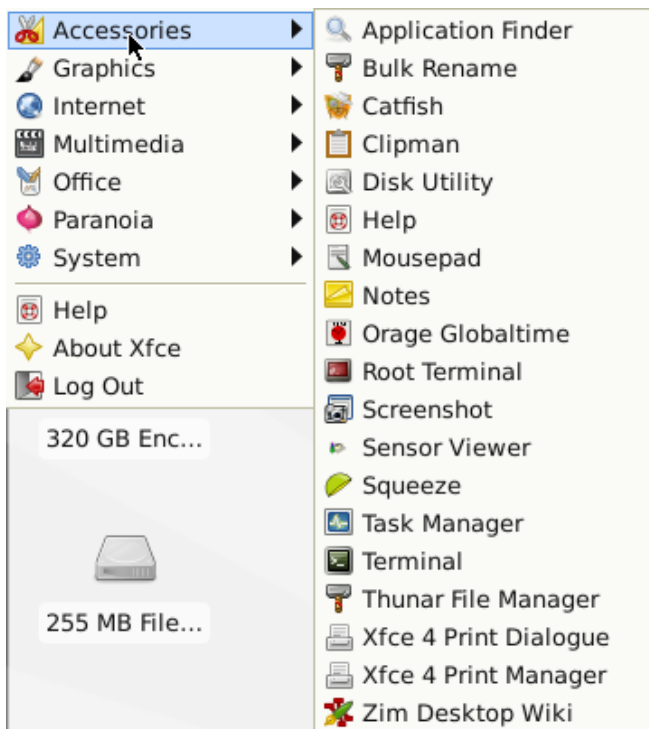 Accessories
Graphics
Internet
Multimedia
Office
Paranoia
System
Help
About Xfce
Log Out
320 GB Enc...
255 MB File...
Application Finder
Bulk Rename
Catfish
Clipman
Disk Utility
Help
Mousepad
Notes
Orage Globaltime
Root Terminal
Screenshot
Sensor Viewer
Squeeze
Task Manager
Terminal
Thunar File Manager
Xfce 4 Print Dialogue
Xfce 4 Print Manager
Zim Desktop Wiki